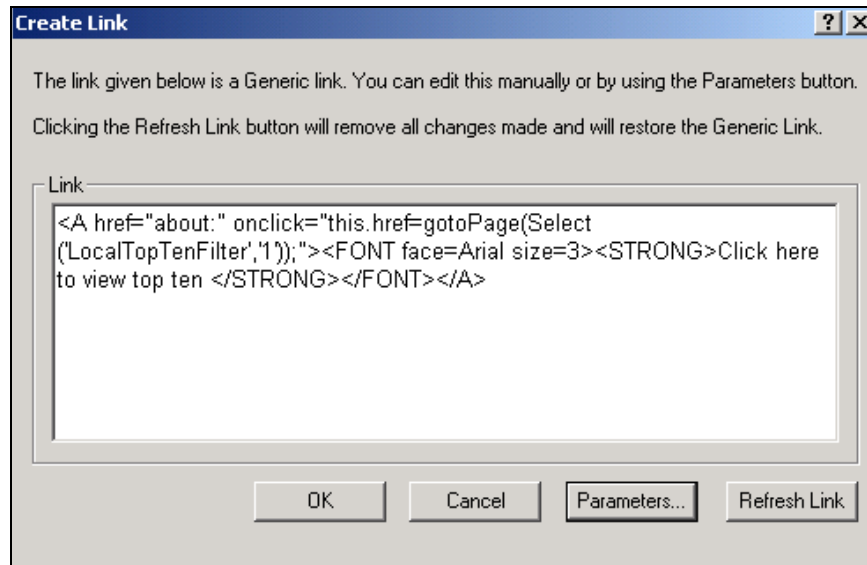 Create Link
The link given below is a Generic link. You can edit this manually or by using the Parameters button.
Clicking the Refresh Link button will remove all changes made and will restore the Generic Link.
Link
<A href="about:" onclick="this.href=gotoPage(Select
('LocalTopTenFilter','1'));"><FONT face=Arial size=3><STRONG>Click here
to view top ten </STRONG></FONT></A>
OK Cancel Parameters... Refresh Link